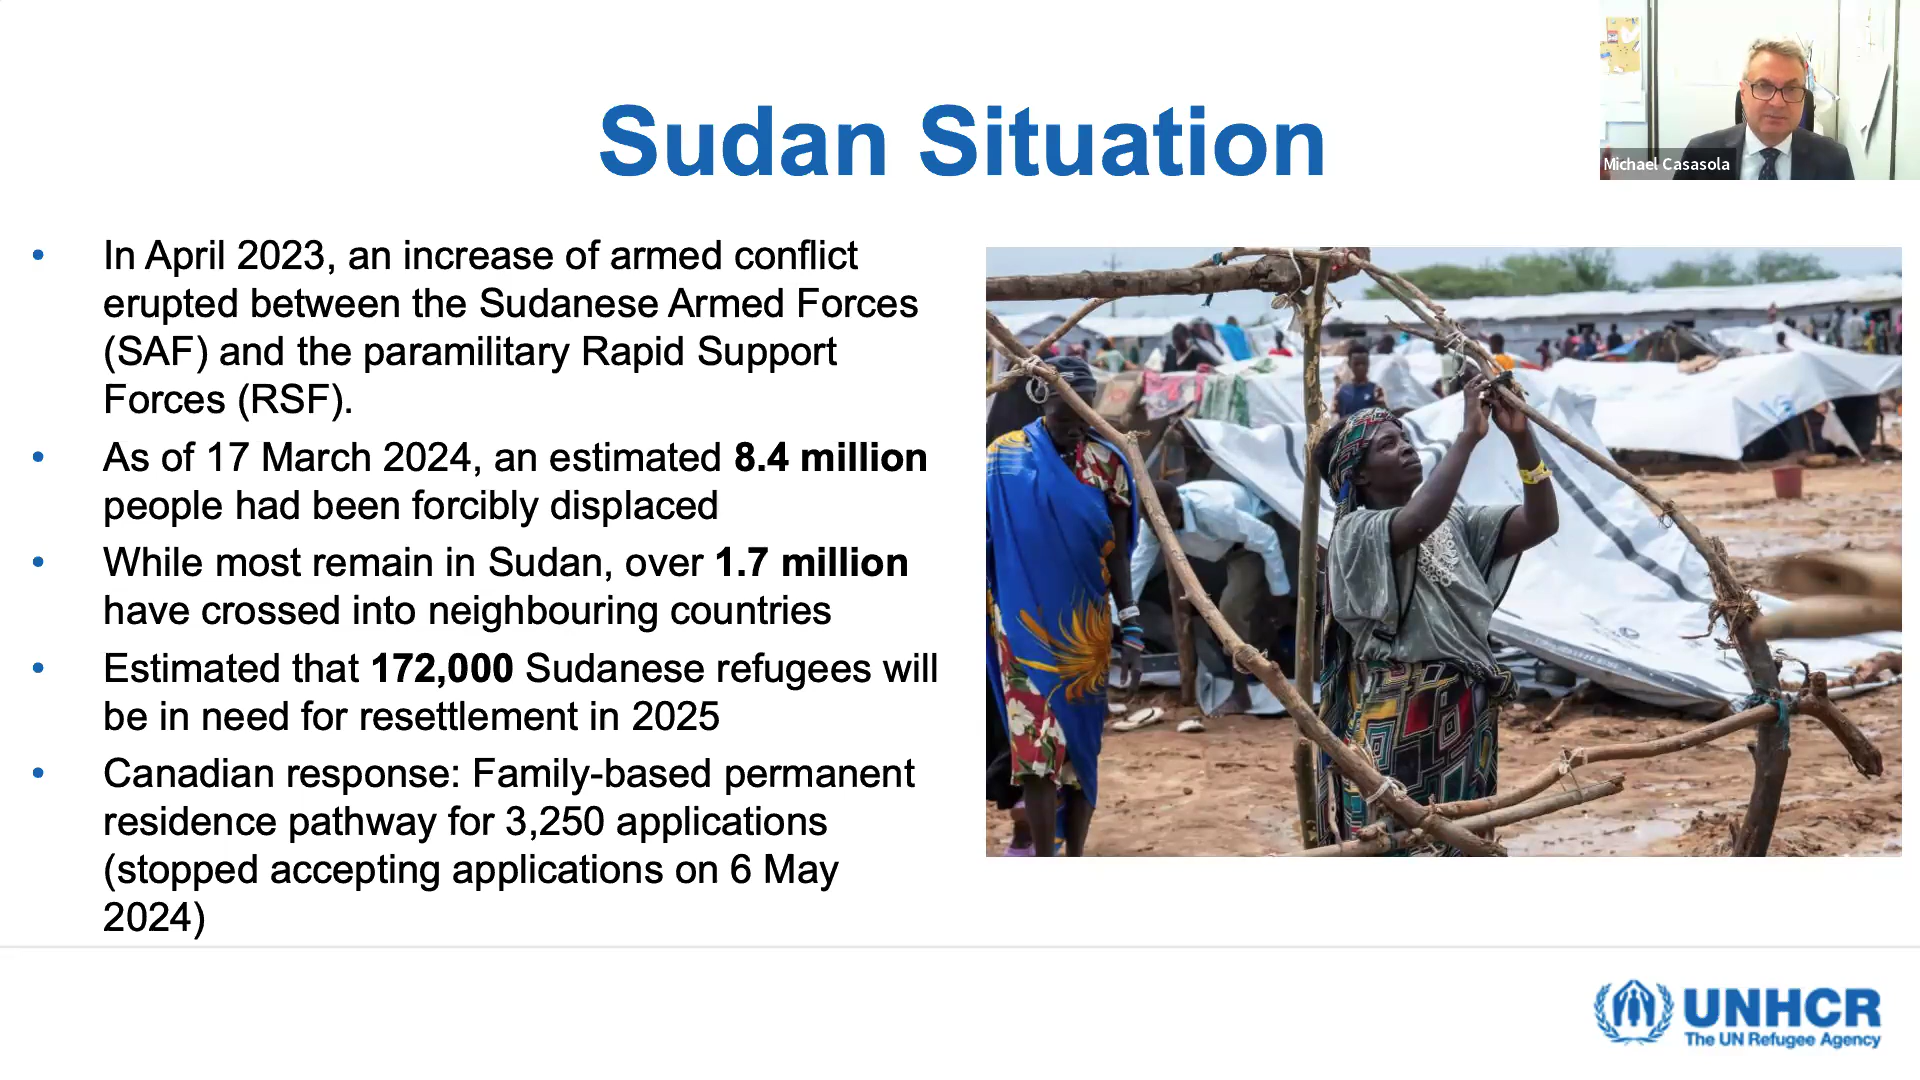 Sudan Situation
Michael Casasola
• In April 2023, an increase of armed conflict
erupted between the Sudanese Armed Forces
(SAF) and the paramilitary Rapid Support
Forces (RSF).
• As of 17 March 2024, an estimated 8.4 million
people had been forcibly displaced
• While most remain in Sudan, over 1.7 million
have crossed into neighbouring countries
• Estimated that 172,000 Sudanese refugees will
be in need for resettlement in 2025
• Canadian response: Family-based permanent
residence pathway for 3,250 applications
(stopped accepting applications on 6 May
2024)
UNHCR
The UN Refugee Agency